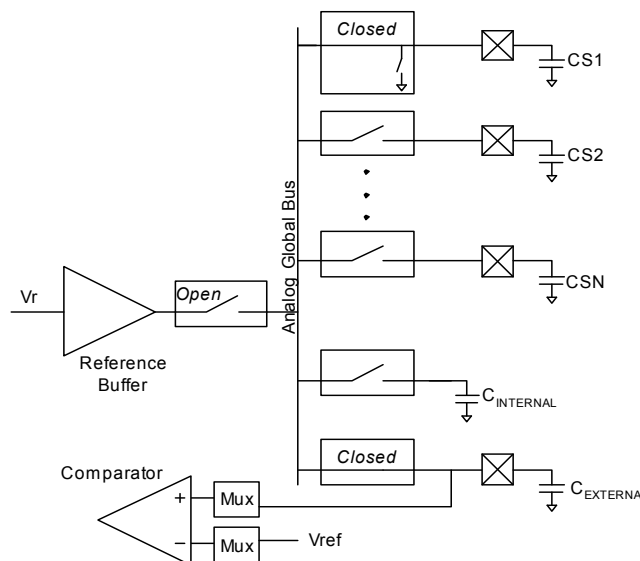 Closed
CS1
CS2
Analog Global Bus
CSN
Open
Vr
Reference
Buffer
CINTERNAL
Closed
Comparator
+
Mux
CEXTERNA
−
Mux
Vref